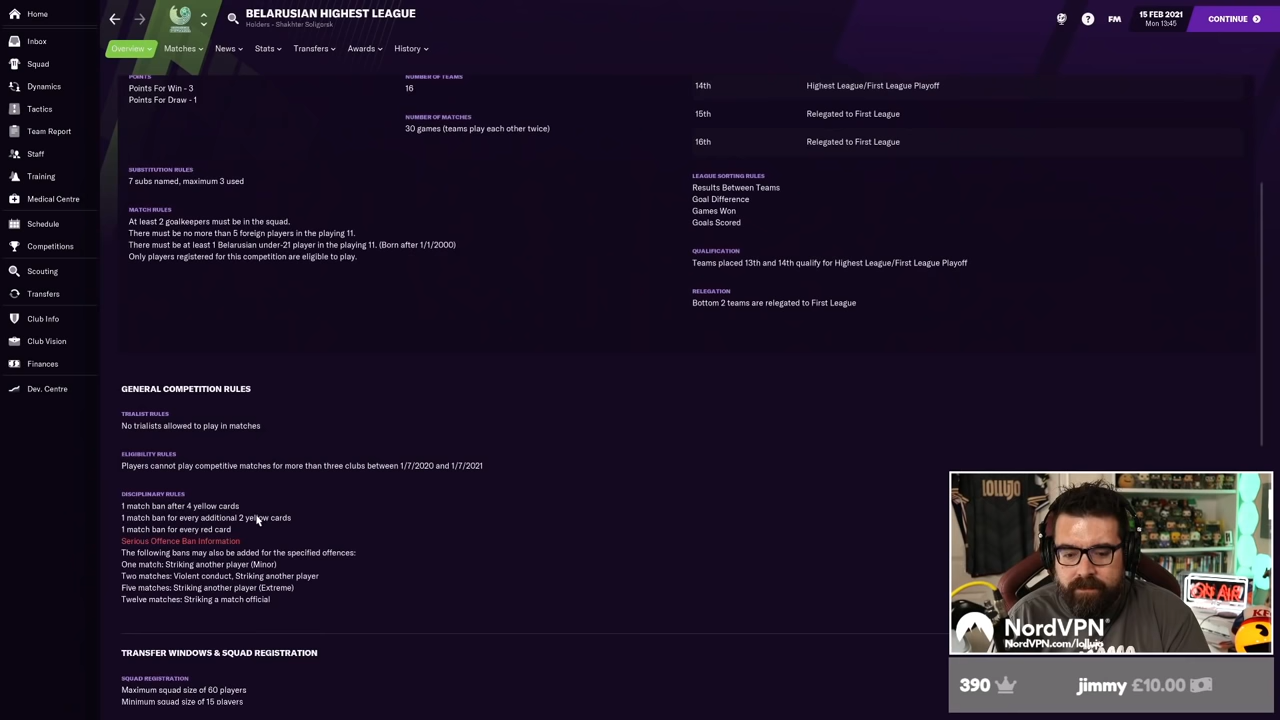 BELARUSIAN HIGHEST LEAGUE
Holders - Shakhter Soligorsk
FM
15 FEB 2021
Mon 13:45
CONTINUE
Overview
Matches
News
Stats
Transfers
Awards
History
Home
Inbox
Squad
Dynamics
Tactics
Team Report
Staff
Training
Medical Centre
Schedule
Competitions
Scouting
Transfers
Club Info
Club Vision
Finances
Dev. Centre
POINTS
Points For Win - 3
Points For Draw - 1
NUMBER OF TEAMS
16
NUMBER OF MATCHES
30 games (teams play each other twice)
SUBSTITUTION RULES
7 subs named, maximum 3 used
MATCH RULES
At least 2 goalkeepers must be in the squad.
There must be no more than 5 foreign players in the playing 11.
There must be at least 1 Belarusian under-21 player in the playing 11. (Born after 1/1/2000)
Only players registered for this competition are eligible to play.
14th Highest League/First League Playoff
15th Relegated to First League
16th Relegated to First League
LEAGUE SORTING RULES
Results Between Teams
Goal Difference
Games Won
Goals Scored
QUALIFICATION
Teams placed 13th and 14th qualify for Highest League/First League Playoff
RELEGATION
Bottom 2 teams are relegated to First League
GENERAL COMPETITION RULES
TRIALIST RULES
No trialists allowed to play in matches
ELIGIBILITY RULES
Players cannot play competitive matches for more than three clubs between 1/7/2020 and 1/7/2021
DISCIPLINARY RULES
1 match ban after 4 yellow cards
1 match ban for every additional 2 yellow cards
1 match ban for every red card
Serious Offence Ban Information
The following bans may also be added for the specified offences:
One match: Striking another player (Minor)
Two matches: Violent conduct, Striking another player
Five matches: Striking another player (Extreme)
Twelve matches: Striking a match official
TRANSFER WINDOWS & SQUAD REGISTRATION
SQUAD REGISTRATION
Maximum squad size of 60 players
Minimum squad size of 15 players
LOLLUJO
ON AIR
NordVPN®
NordVPN.com/lollujo
390
jimmy £10.00